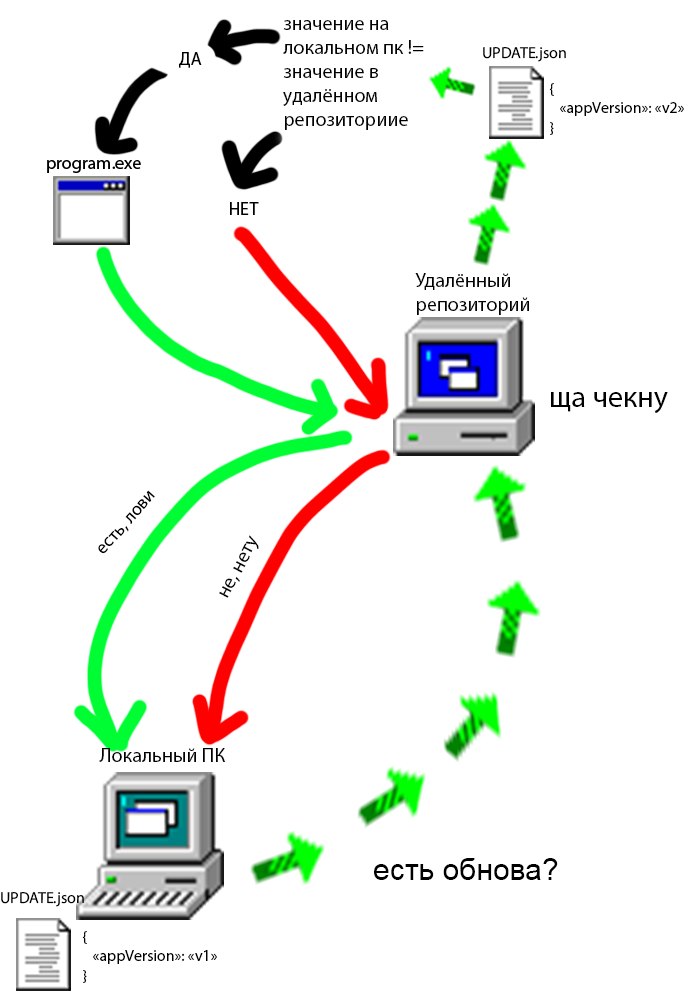 значение на
локальном пк !=
значение в
удалённом
репозиториие
ДА
UPDATE.json
{
«appVersion»: «v2»
}
program.exe
НЕТ
Удалённый
репозиторий
ща чекну
есть, лови
не, нету
Локальный ПК
есть обнова?
UPDATE.json
{
«appVersion»: «v1»
}